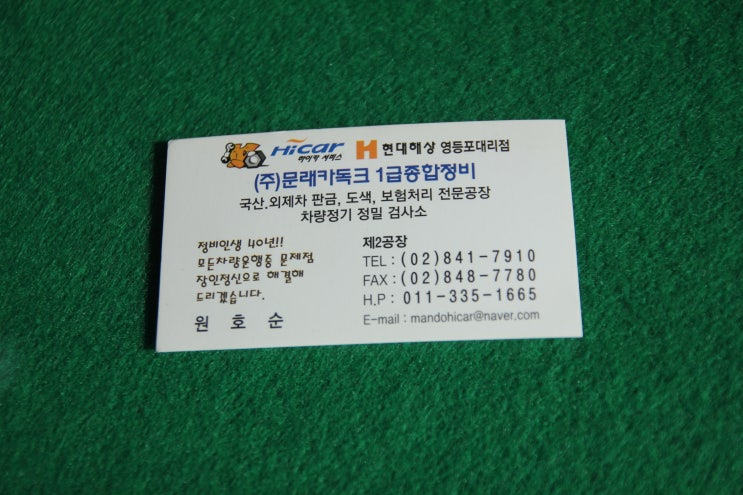 Hicar 하이카 서비스 H 현대해상 영등포대리점
(주)문래카독크 1급종합정비
국산.외제차 판금, 도색, 보험처리 전문공장
차량정기 정밀 검사소
정비인생 40년!!
모든차량운행중 문제점
장인정신으로 해결해
드리겠습니다.
원 호 순
제2공장
TEL : (02)841-7910
FAX : (02)848-7780
H.P : 011-335-1665
E-mail : mandohicar@naver.com